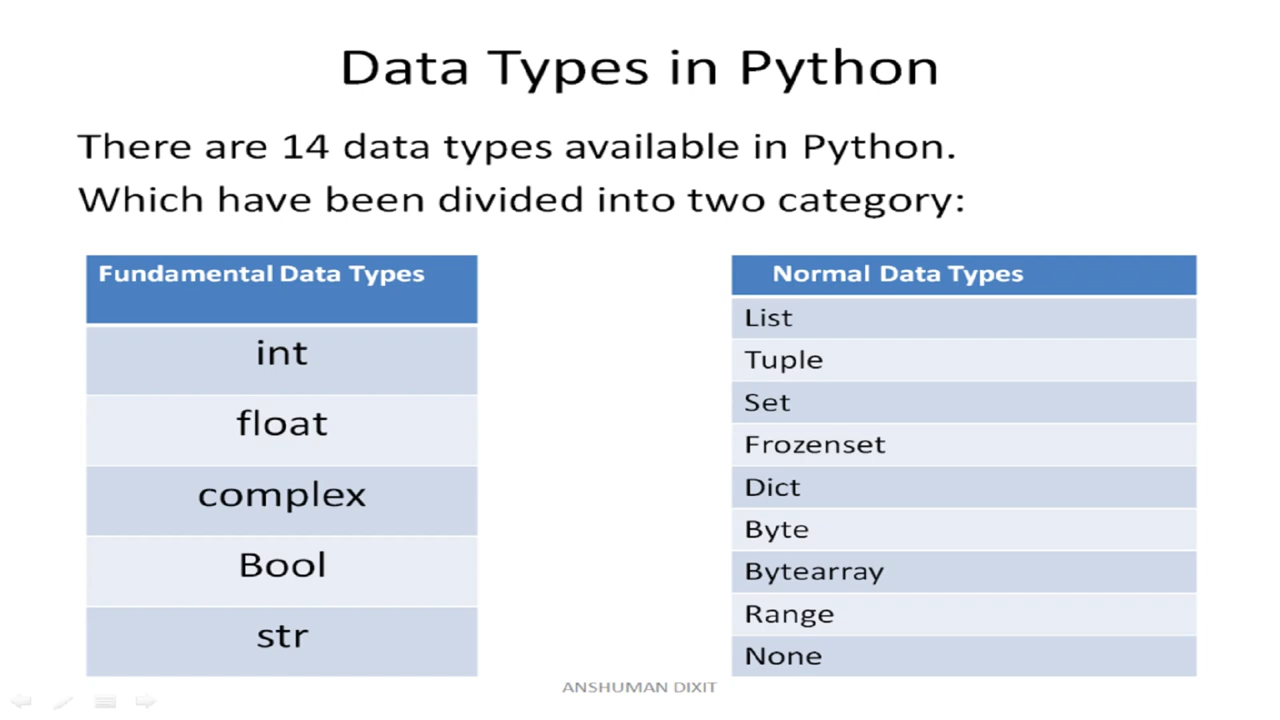 Data Types in Python
There are 14 data types available in Python.
Which have been divided into two category:
Fundamental Data Types
int
float
complex
Bool
str
Normal Data Types
List
Tuple
Set
Frozenset
Dict
Byte
Bytearray
Range
None
ANSHUMAN DIXIT